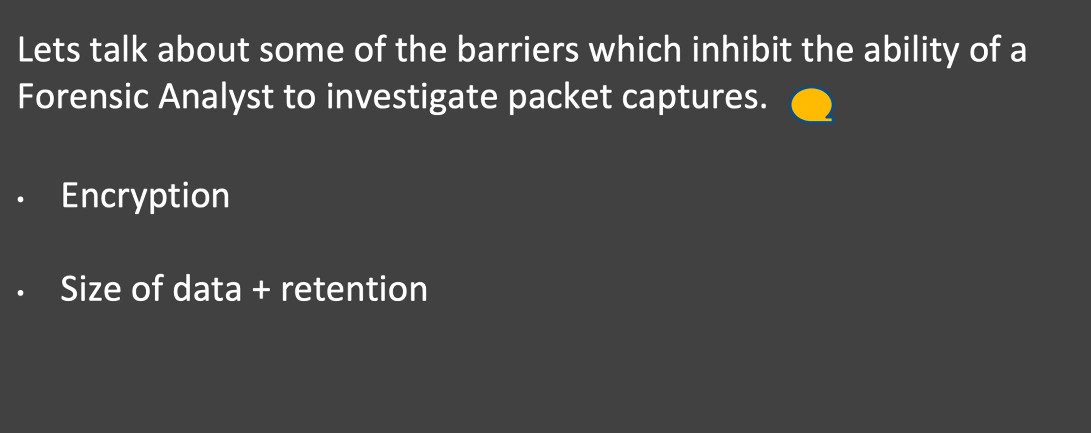 Lets talk about some of the barriers which inhibit the ability of a
Forensic Analyst to investigate packet captures.
• Encryption
• Size of data + retention